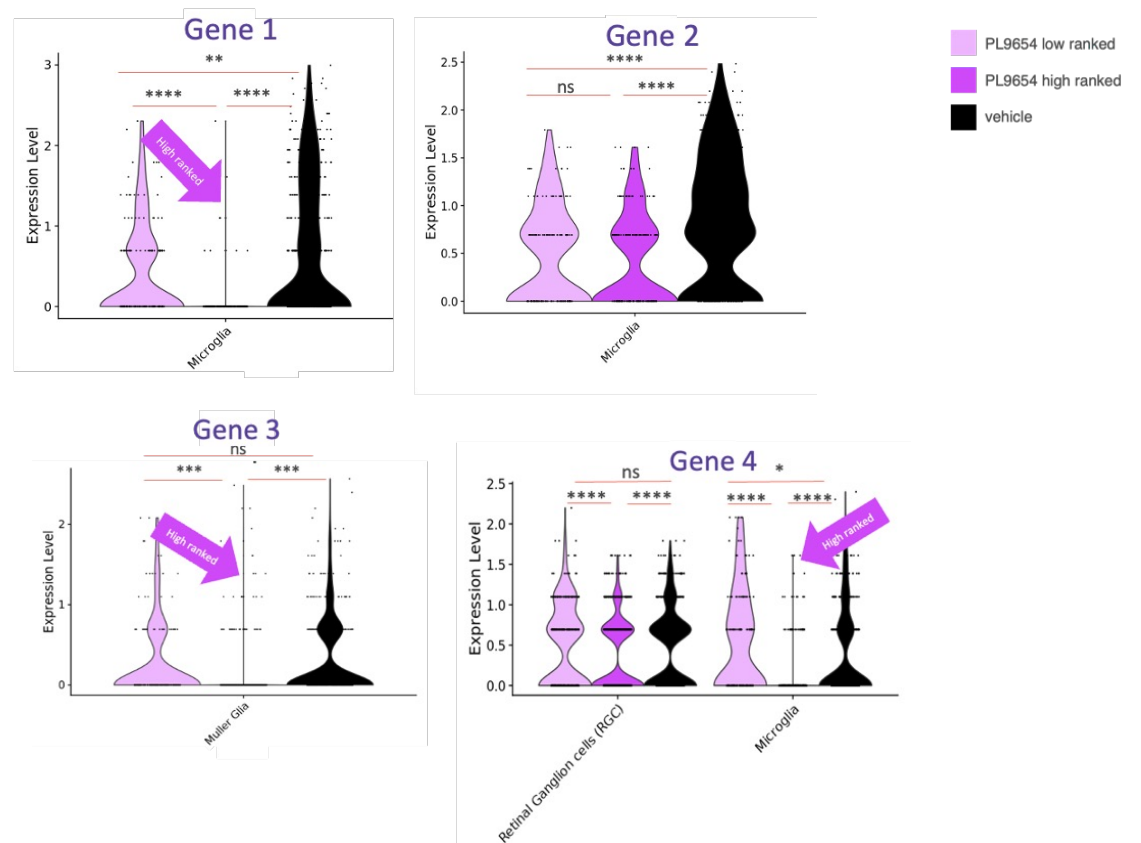 Gene 1
**
****
****
High ranked
Expression Level
3
2
1
0
Microglia
Gene 2
****
ns
****
Expression Level
2.5
2.0
1.5
1.0
0.5
0.0
Microglia
PL9654 low ranked
PL9654 high ranked
vehicle
Gene 3
ns
***
***
High ranked
Expression Level
2
1
0
Muller Glia
Gene 4
ns
*
****
****
****
****
High ranked
Expression Level
2.5
2.0
1.5
1.0
0.5
0.0
Retinal Ganglion cells (RGC)
Microglia